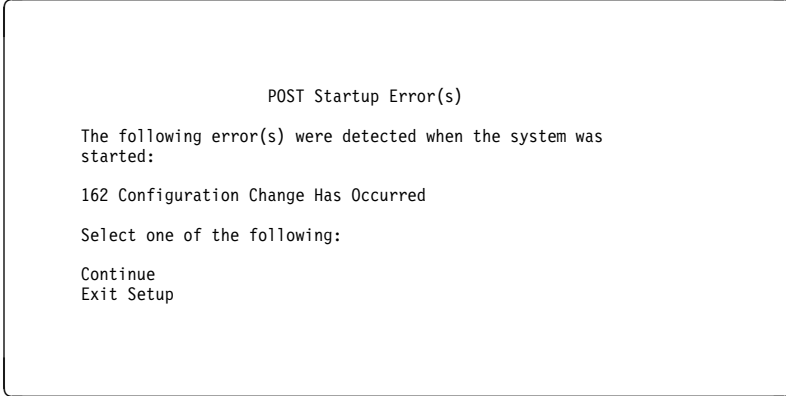 POST Startup Error(s)
The following error(s) were detected when the system was
started:
162 Configuration Change Has Occurred
Select one of the following:
Continue
Exit Setup